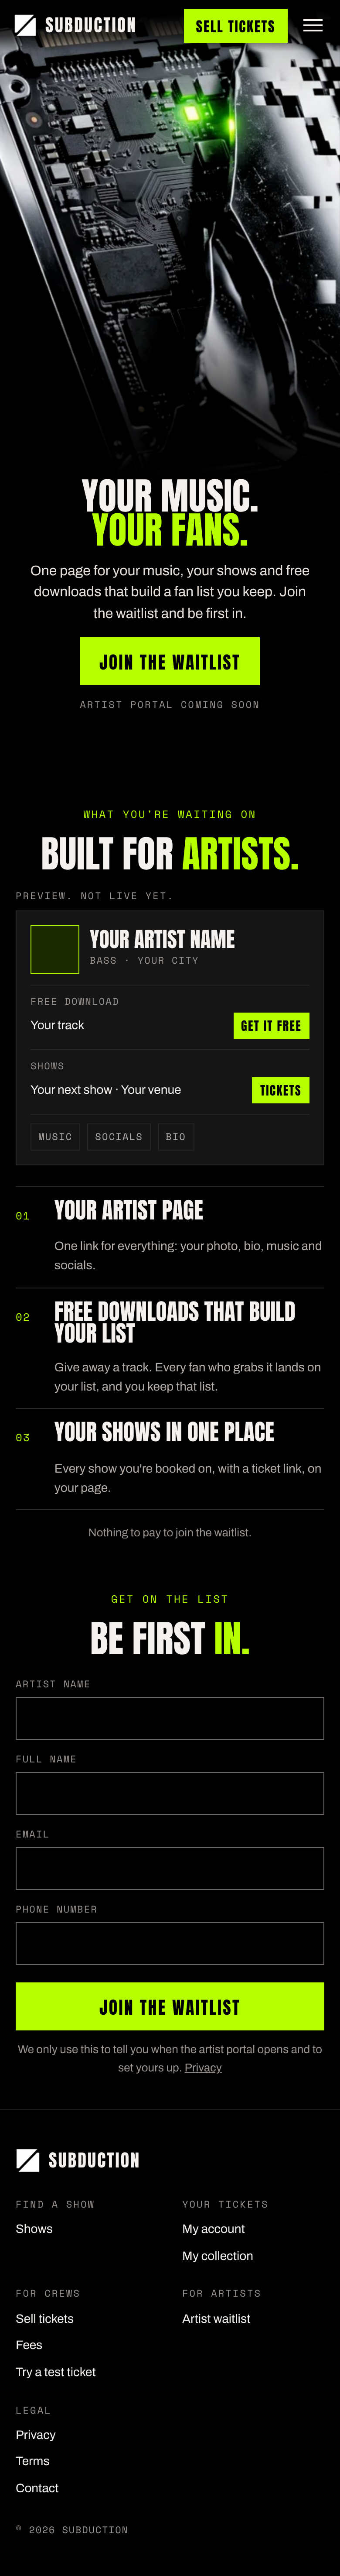 SUBDUCTION
SELL TICKETS
YOUR MUSIC.
YOUR FANS.
One page for your music, your shows and free
downloads that build a fan list you keep. Join
the waitlist and be first in.
JOIN THE WAITLIST
ARTIST PORTAL COMING SOON
WHAT YOU'RE WAITING ON
BUILT FOR ARTISTS.
PREVIEW. NOT LIVE YET.
YOUR ARTIST NAME
BASS · YOUR CITY
FREE DOWNLOAD
Your track
GET IT FREE
SHOWS
Your next show · Your venue
TICKETS
MUSIC
SOCIALS
BIO
01
YOUR ARTIST PAGE
One link for everything: your photo, bio, music and
socials.
02
FREE DOWNLOADS THAT BUILD
YOUR LIST
Give away a track. Every fan who grabs it lands on
your list, and you keep that list.
03
YOUR SHOWS IN ONE PLACE
Every show you're booked on, with a ticket link, on
your page.
Nothing to pay to join the waitlist.
GET ON THE LIST
BE FIRST IN.
ARTIST NAME
FULL NAME
EMAIL
PHONE NUMBER
JOIN THE WAITLIST
We only use this to tell you when the artist portal opens and to
set yours up. Privacy
SUBDUCTION
FIND A SHOW
Shows
YOUR TICKETS
My account
My collection
FOR CREWS
Sell tickets
Fees
Try a test ticket
FOR ARTISTS
Artist waitlist
LEGAL
Privacy
Terms
Contact
© 2026 SUBDUCTION